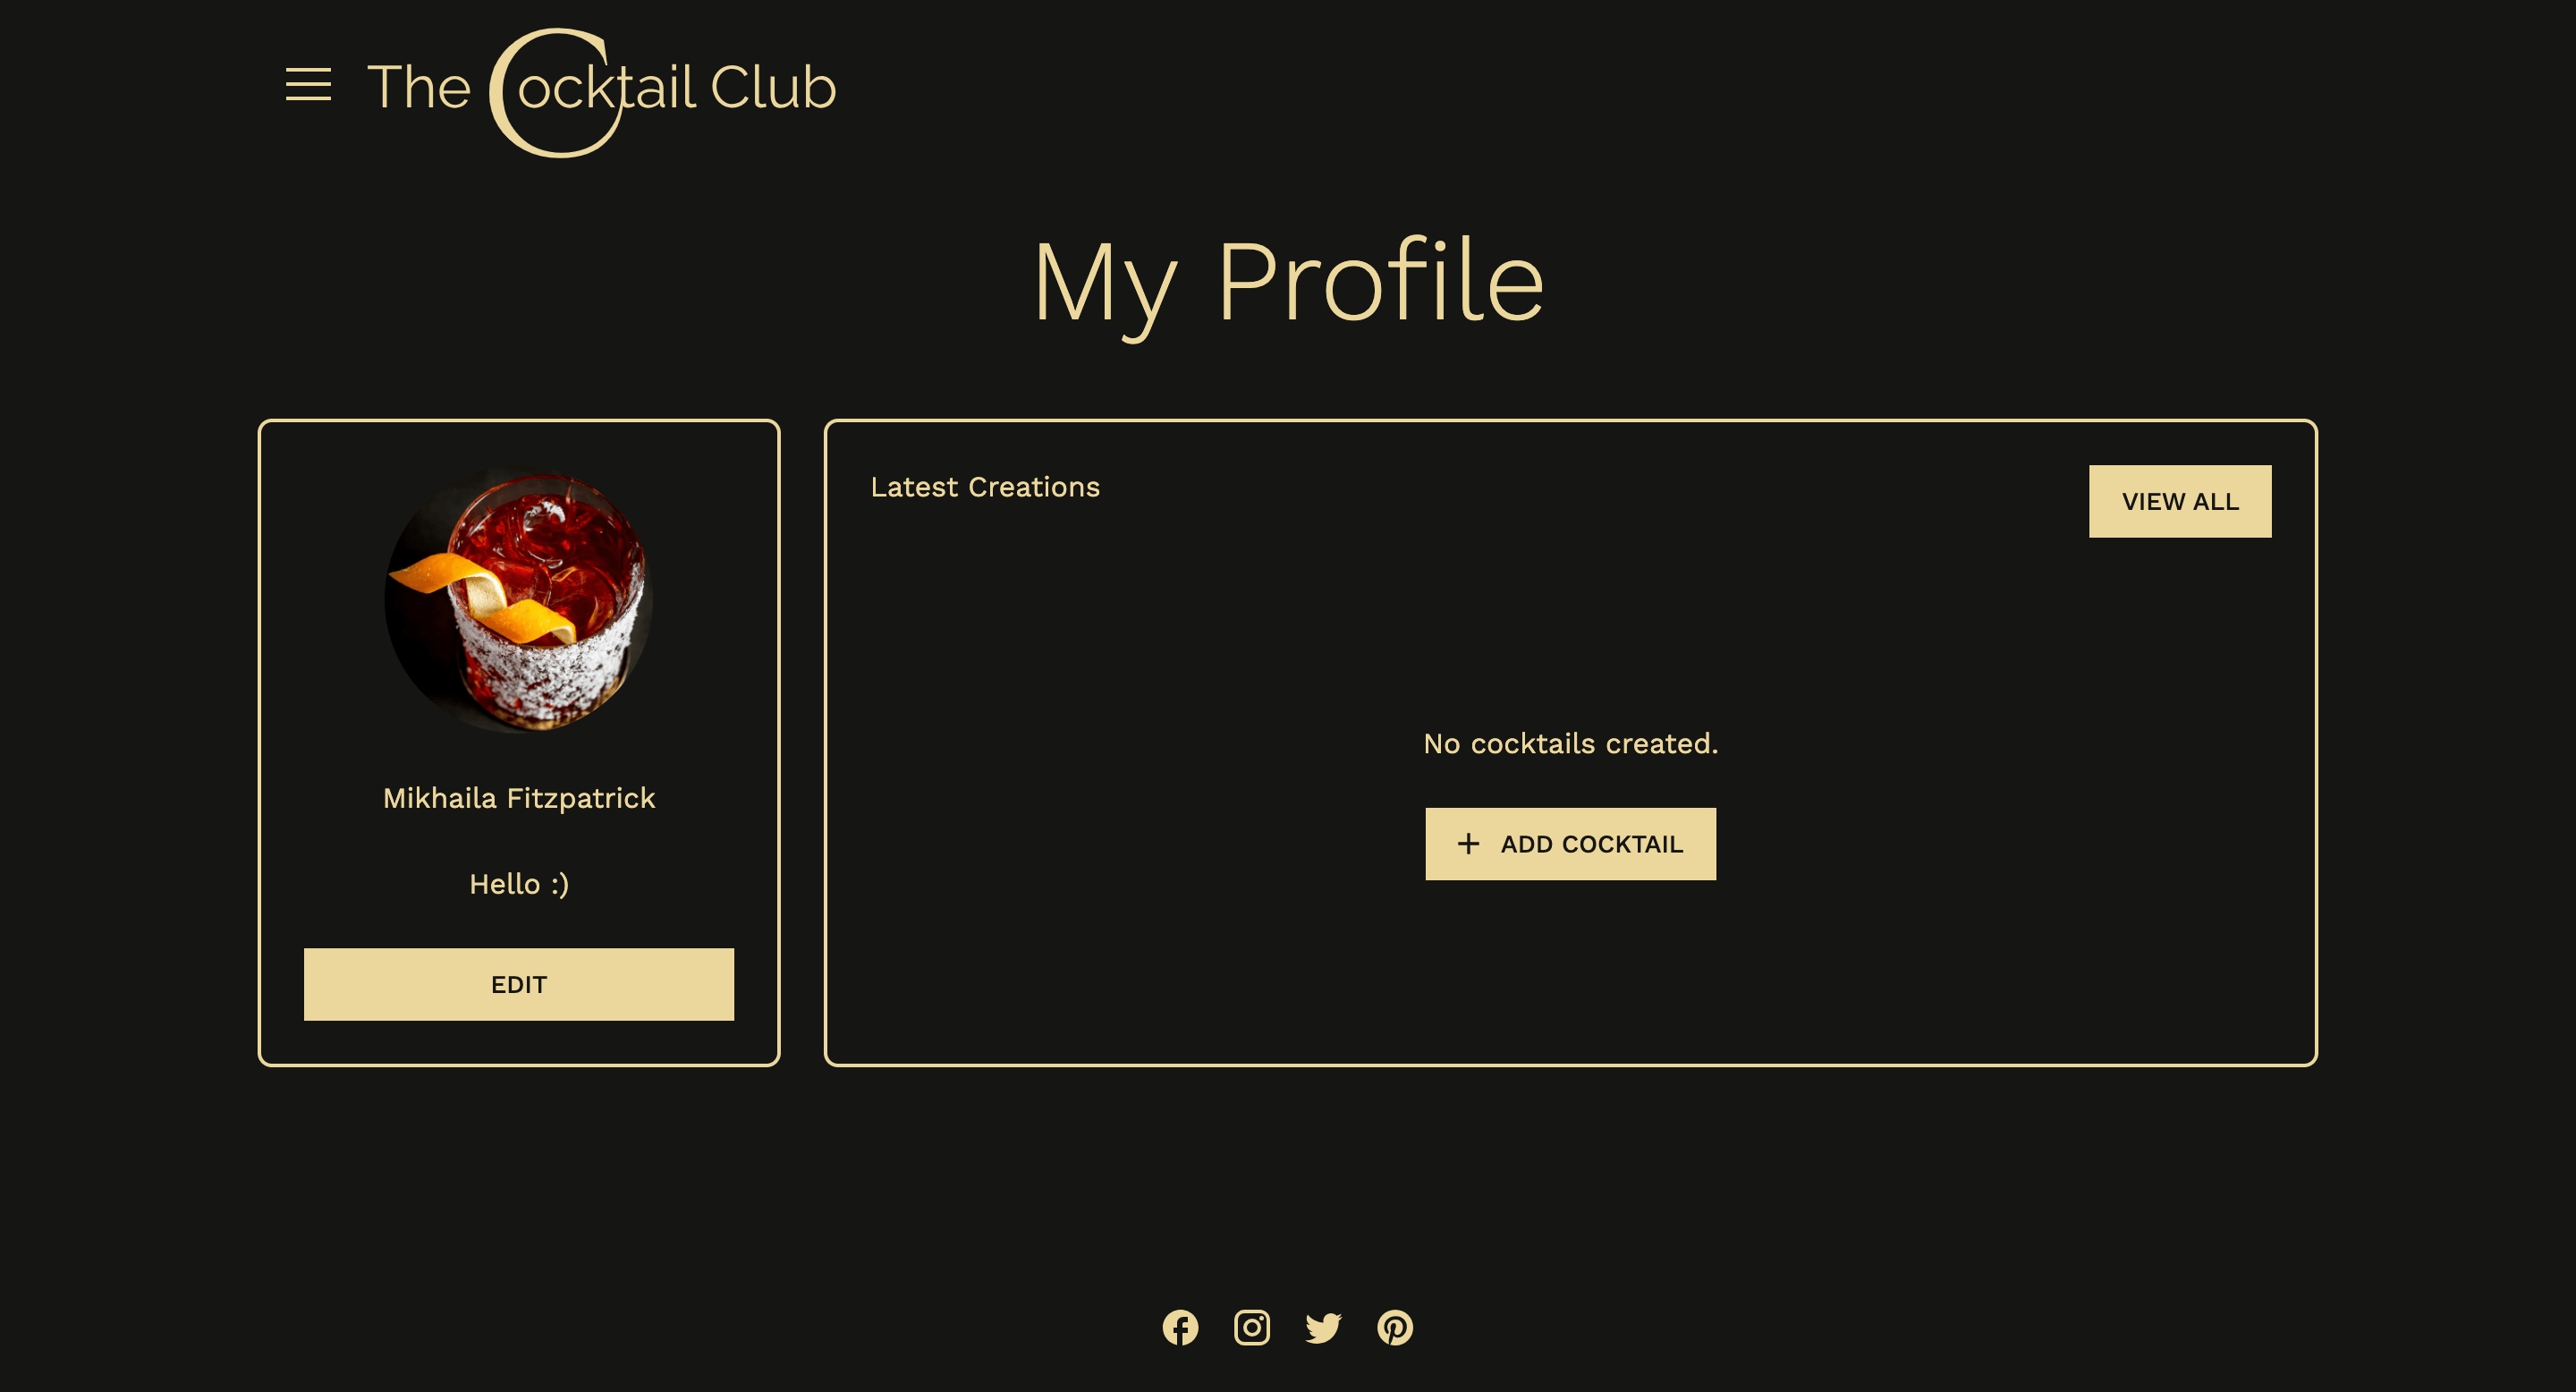 The Cocktail Club
My Profile
Mikhaila Fitzpatrick
Hello :)
EDIT
Latest Creations
VIEW ALL
No cocktails created.
+ ADD COCKTAIL